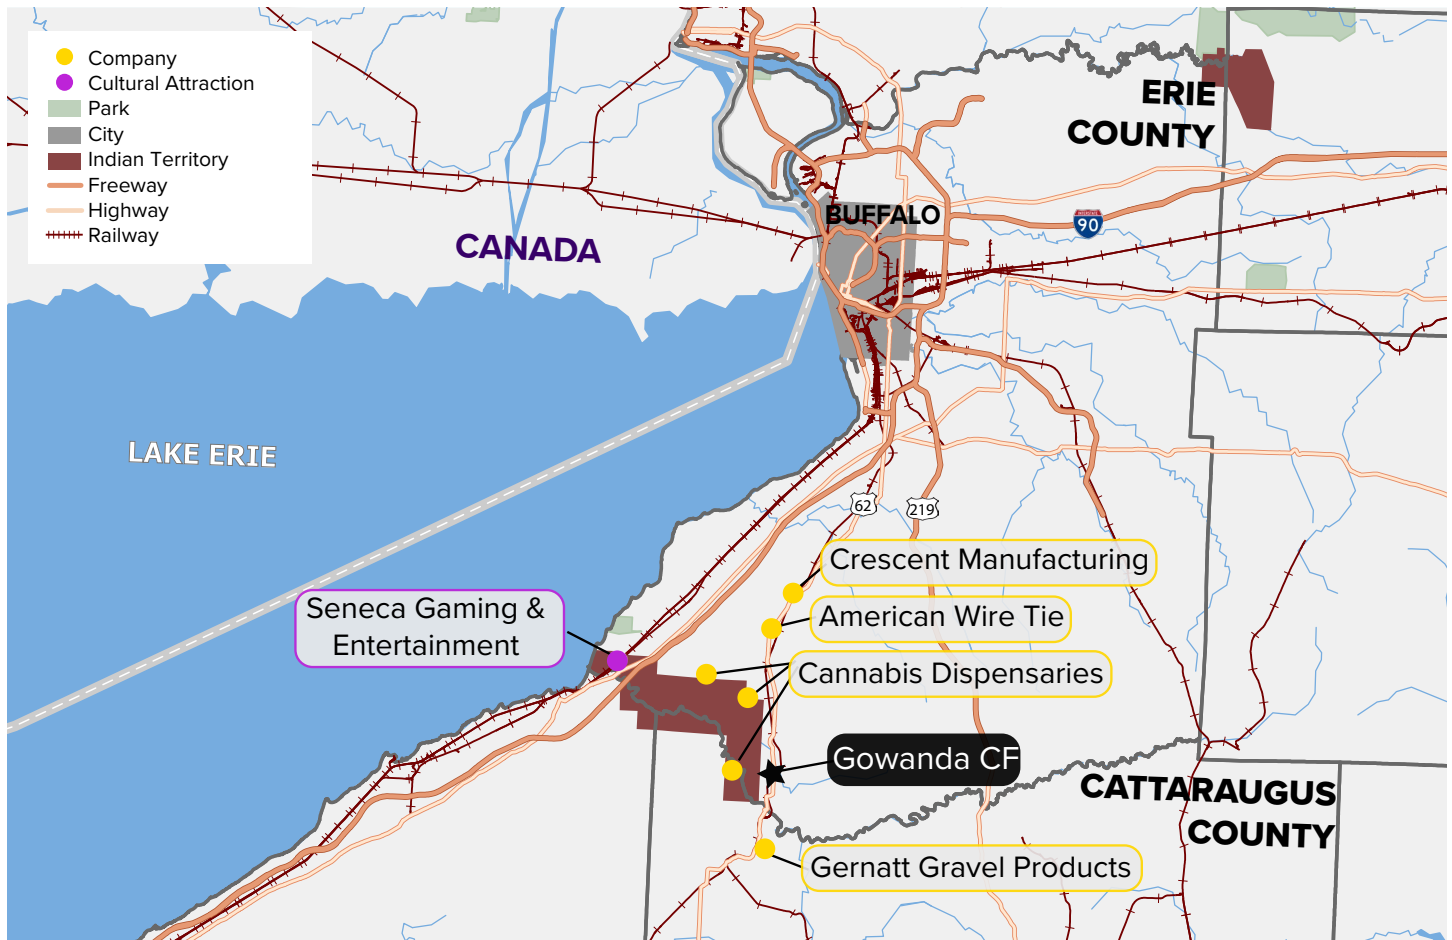 Company
Cultural Attraction
Park
City
Indian Territory
Freeway
Highway
Railway
ERIE
COUNTY
BUFFALO
INTERSTATE
90
CANADA
LAKE ERIE
62
219
Crescent Manufacturing
Seneca Gaming &
Entertainment
American Wire Tie
Cannabis Dispensaries
Gowanda CF
CATTARAUGUS
COUNTY
Gernatt Gravel Products